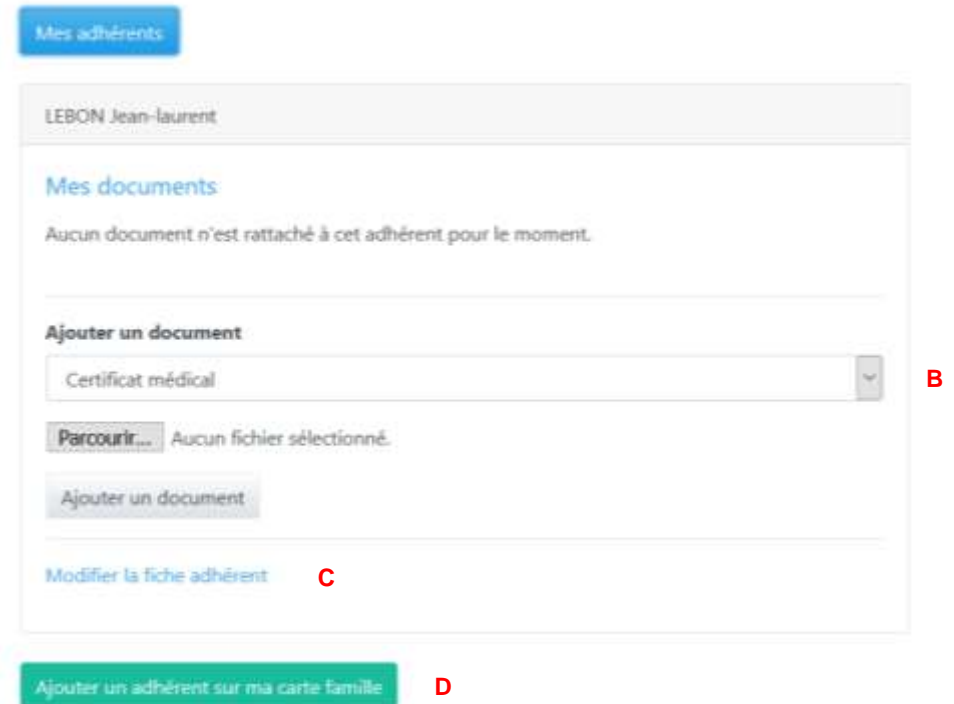 Mes adhérents
LEBON Jean-laurent
Mes documents
Aucun document n'est rattaché à cet adhérent pour le moment.
Ajouter un document
Certificat médical B
Parcourir... Aucun fichier sélectionné.
Ajouter un document
Modifier la fiche adhérent C
Ajouter un adhérent sur ma carte famille D